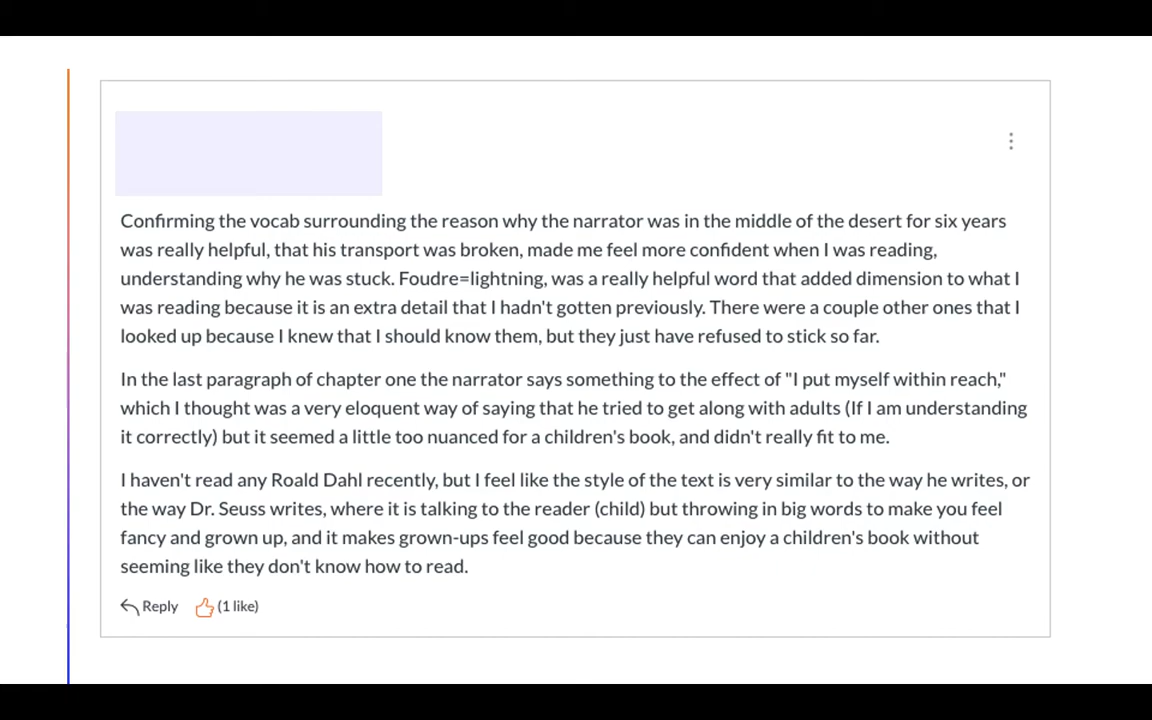 Confirming the vocab surrounding the reason why the narrator was in the middle of the desert for six years
was really helpful, that his transport was broken, made me feel more confident when I was reading,
understanding why he was stuck. Foudre=lightning, was a really helpful word that added dimension to what I
was reading because it is an extra detail that I hadn't gotten previously. There were a couple other ones that I
looked up because I knew that I should know them, but they just have refused to stick so far.
In the last paragraph of chapter one the narrator says something to the effect of "I put myself within reach,"
which I thought was a very eloquent way of saying that he tried to get along with adults (If I am understanding
it correctly) but it seemed a little too nuanced for a children's book, and didn't really fit to me.
I haven't read any Roald Dahl recently, but I feel like the style of the text is very similar to the way he writes, or
the way Dr. Seuss writes, where it is talking to the reader (child) but throwing in big words to make you feel
fancy and grown up, and it makes grown-ups feel good because they can enjoy a children's book without
seeming like they don't know how to read.
Reply (1 like)